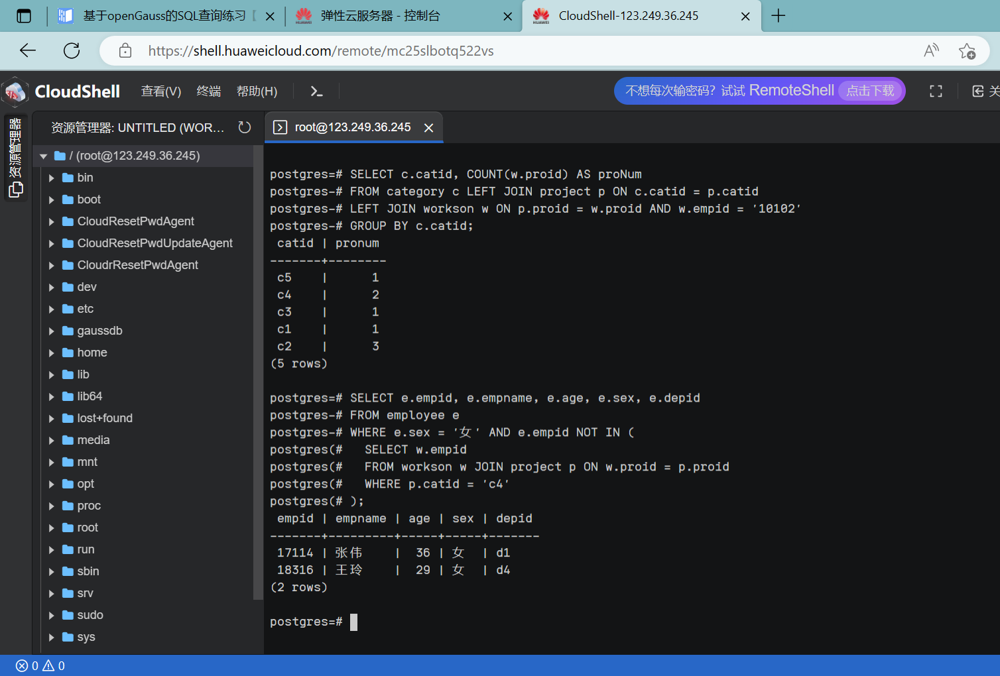 基于openGauss的SQL查询练习
弹性云服务器 - 控制台
CloudShell-123.249.36.245
https://shell.huaweicloud.com/remote/mc25slbotq522vs
CloudShell
查看(V)
终端
帮助(H)
不想每次输密码? 试试 RemoteShell 点击下载
关
资源管理器
资源管理器: UNTITLED (WOR...
root@123.249.36.245
/ (root@123.249.36.245)
bin
boot
CloudResetPwdAgent
CloudResetPwdUpdateAgent
CloudrResetPwdAgent
dev
etc
gaussdb
home
lib
lib64
lost+found
media
mnt
opt
proc
root
run
sbin
srv
sudo
sys
postgres=# SELECT c.catid, COUNT(w.proid) AS proNum
postgres-# FROM category c LEFT JOIN project p ON c.catid = p.catid
postgres-# LEFT JOIN workson w ON p.proid = w.proid AND w.empid = '10102'
postgres-# GROUP BY c.catid;
 catid | pronum
-------+--------
 c5    |      1
 c4    |      2
 c3    |      1
 c1    |      1
 c2    |      3
(5 rows)
postgres=# SELECT e.empid, e.empname, e.age, e.sex, e.depid
postgres-# FROM employee e
postgres-# WHERE e.sex = '女' AND e.empid NOT IN (
postgres(#   SELECT w.empid
postgres(#   FROM workson w JOIN project p ON w.proid = p.proid
postgres(#   WHERE p.catid = 'c4'
postgres(# );
 empid | empname | age | sex | depid
-------+---------+-----+-----+-------
 17114 | 张伟    |  36 | 女  | d1
 18316 | 王玲    |  29 | 女  | d4
(2 rows)
postgres=#
0 0